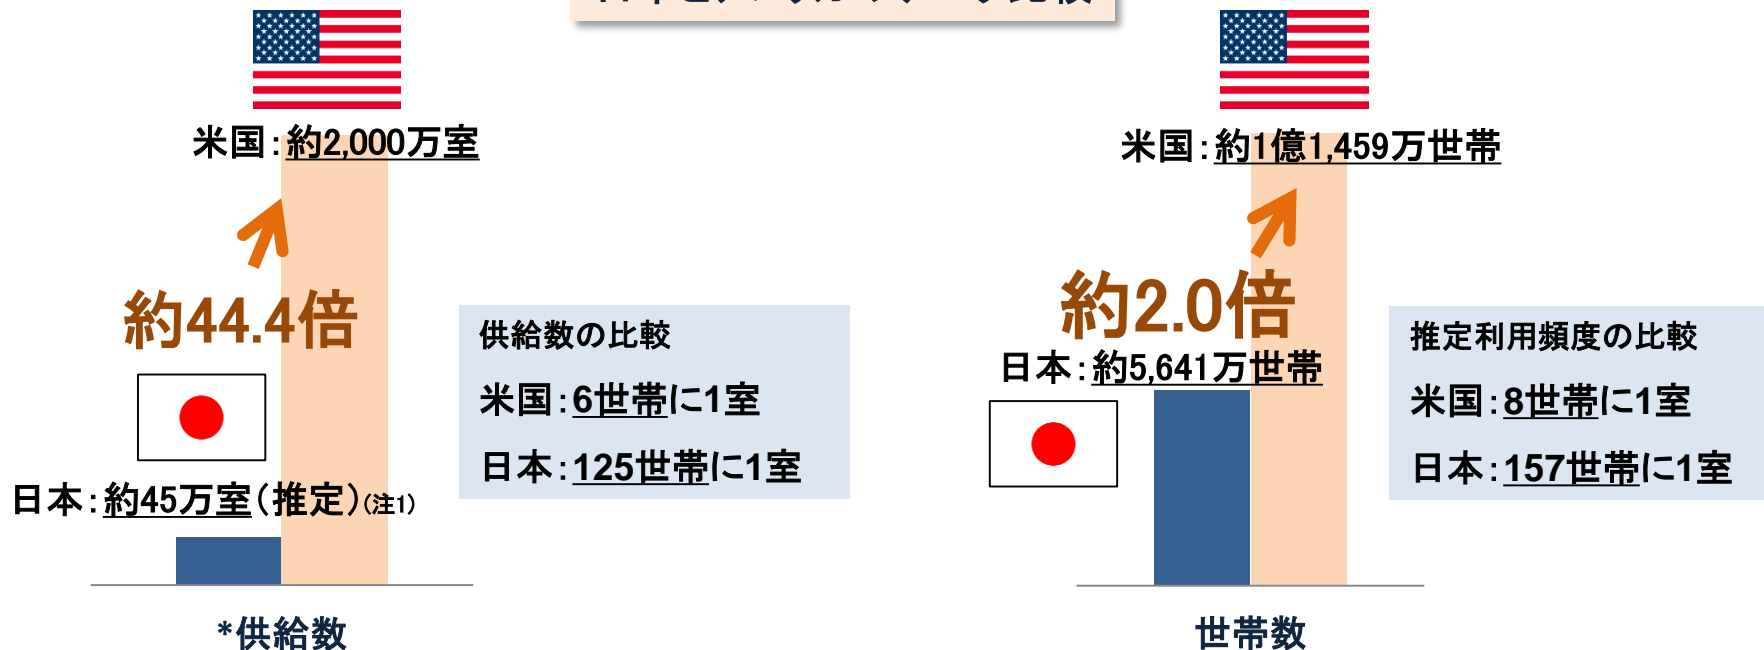 米国：約2,000万室
約44.4倍
日本：約45万室（推定）（注1）
*供給数
供給数の比較
米国：6世帯に1室
日本：125世帯に1室
米国：約1億1,459万世帯
約2.0倍
日本：約5,641万世帯
世帯数
推定利用頻度の比較
米国：8世帯に1室
日本：157世帯に1室